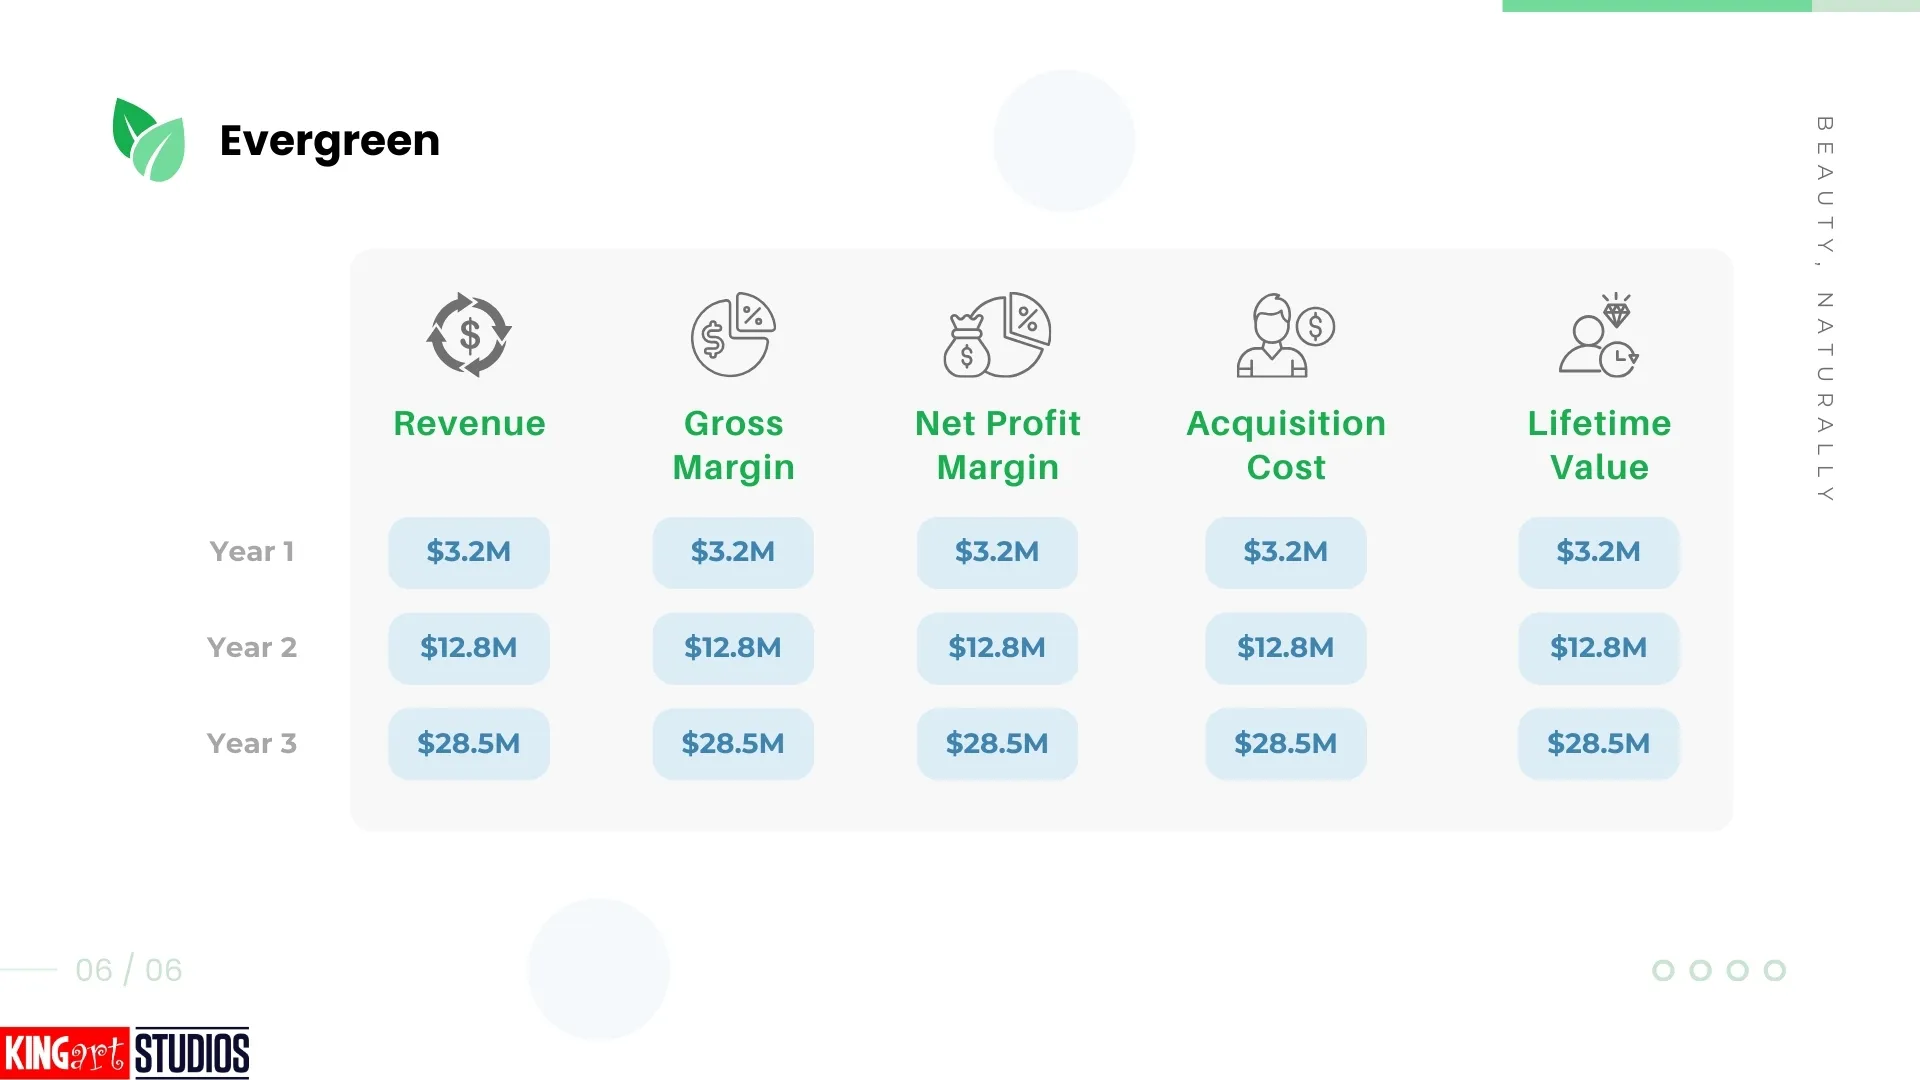 Evergreen
BEAUTY, NATURALLY
$ $ % $ % $ $
Revenue Gross Margin Net Profit Margin Acquisition Cost Lifetime Value
Year 1 $3.2M $3.2M $3.2M $3.2M $3.2M
Year 2 $12.8M $12.8M $12.8M $12.8M $12.8M
Year 3 $28.5M $28.5M $28.5M $28.5M $28.5M
06 / 06
KINGart STUDIOS